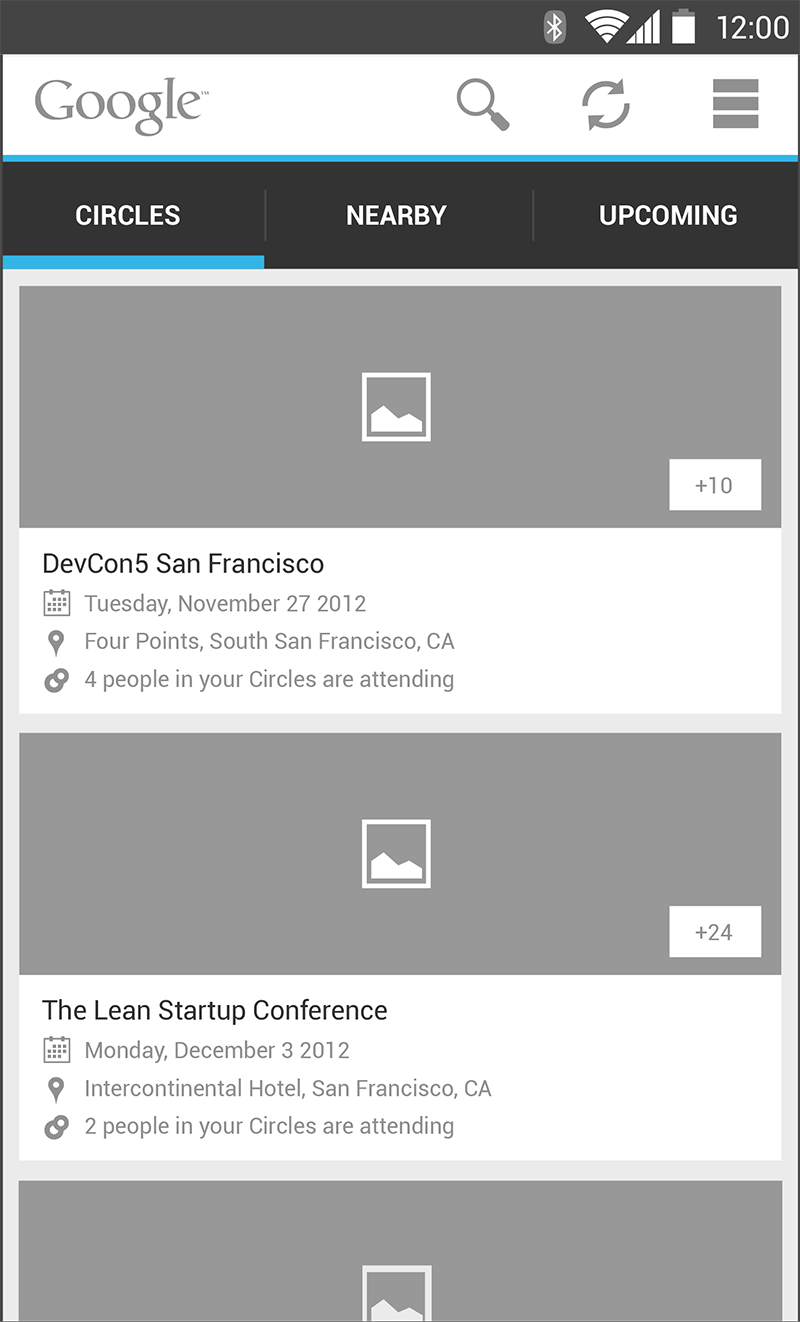 12:00
Google™
CIRCLES NEARBY UPCOMING
+10
DevCon5 San Francisco
Tuesday, November 27 2012
Four Points, South San Francisco, CA
4 people in your Circles are attending
+24
The Lean Startup Conference
Monday, December 3 2012
Intercontinental Hotel, San Francisco, CA
2 people in your Circles are attending